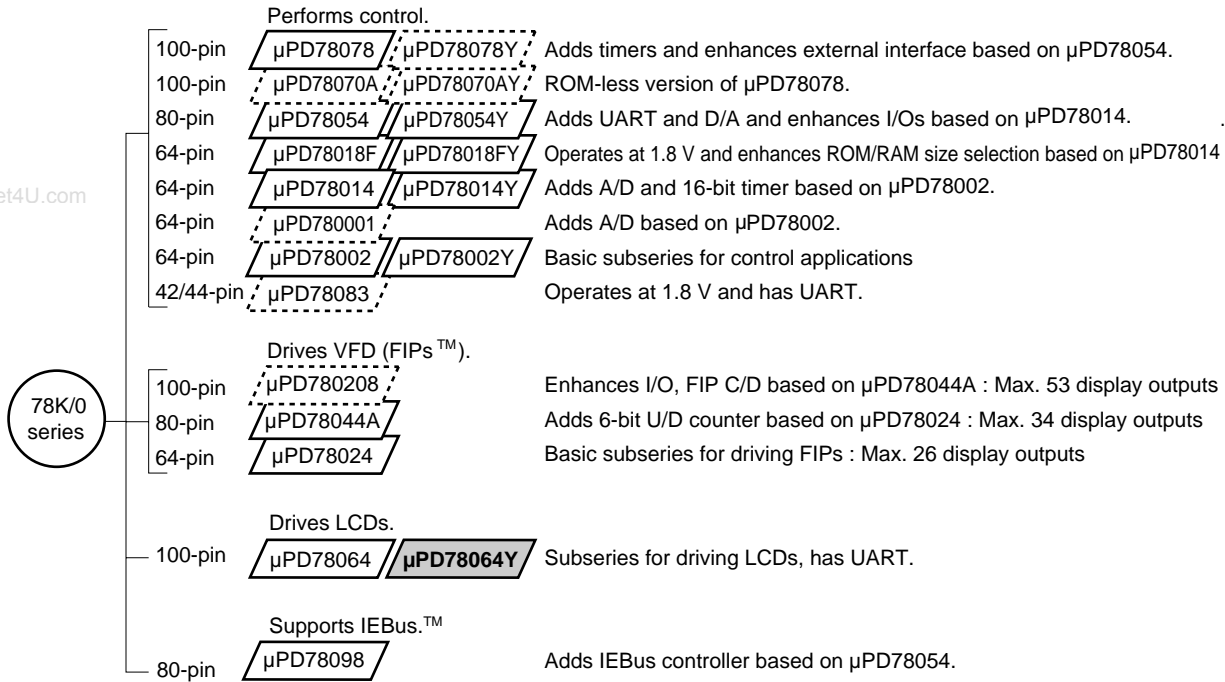 Performs control.
100-pin μPD78078 μPD78078Y Adds timers and enhances external interface based on μPD78054.
100-pin μPD78070A μPD78070AY ROM-less version of μPD78078.
80-pin μPD78054 μPD78054Y Adds UART and D/A and enhances I/Os based on μPD78014. .
64-pin μPD78018F μPD78018FY Operates at 1.8 V and enhances ROM/RAM size selection based on μPD78014
64-pin μPD78014 μPD78014Y Adds A/D and 16-bit timer based on μPD78002.
et4U.com
64-pin μPD780001 Adds A/D based on μPD78002.
64-pin μPD78002 μPD78002Y Basic subseries for control applications
42/44-pin μPD78083 Operates at 1.8 V and has UART.
Drives VFD (FIPs™).
100-pin μPD780208 Enhances I/O, FIP C/D based on μPD78044A : Max. 53 display outputs
78K/0
series
80-pin μPD78044A Adds 6-bit U/D counter based on μPD78024 : Max. 34 display outputs
64-pin μPD78024 Basic subseries for driving FIPs : Max. 26 display outputs
Drives LCDs.
100-pin μPD78064 μPD78064Y Subseries for driving LCDs, has UART.
Supports IEBus.™
80-pin μPD78098 Adds IEBus controller based on μPD78054.